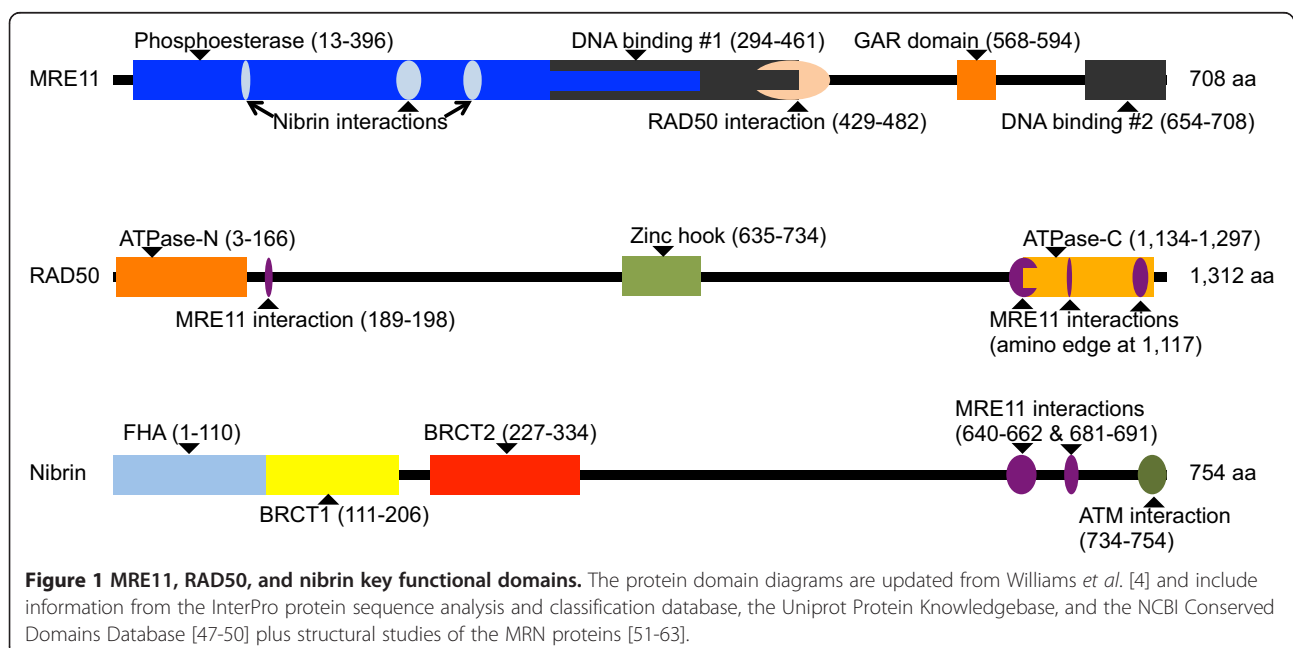 Phosphoesterase (13-396)
DNA binding #1 (294-461)
GAR domain (568-594)
MRE11
708 aa
Nibrin interactions
RAD50 interaction (429-482)
DNA binding #2 (654-708)
ATPase-N (3-166)
Zinc hook (635-734)
ATPase-C (1,134-1,297)
RAD50
1,312 aa
MRE11 interaction (189-198)
MRE11 interactions
(amino edge at 1,117)
MRE11 interactions
(640-662 & 681-691)
FHA (1-110)
BRCT2 (227-334)
Nibrin
754 aa
BRCT1 (111-206)
ATM interaction
(734-754)
Figure 1 MRE11, RAD50, and nibrin key functional domains. The protein domain diagrams are updated from Williams et al. [4] and include
information from the InterPro protein sequence analysis and classification database, the Uniprot Protein Knowledgebase, and the NCBI Conserved
Domains Database [47-50] plus structural studies of the MRN proteins [51-63].